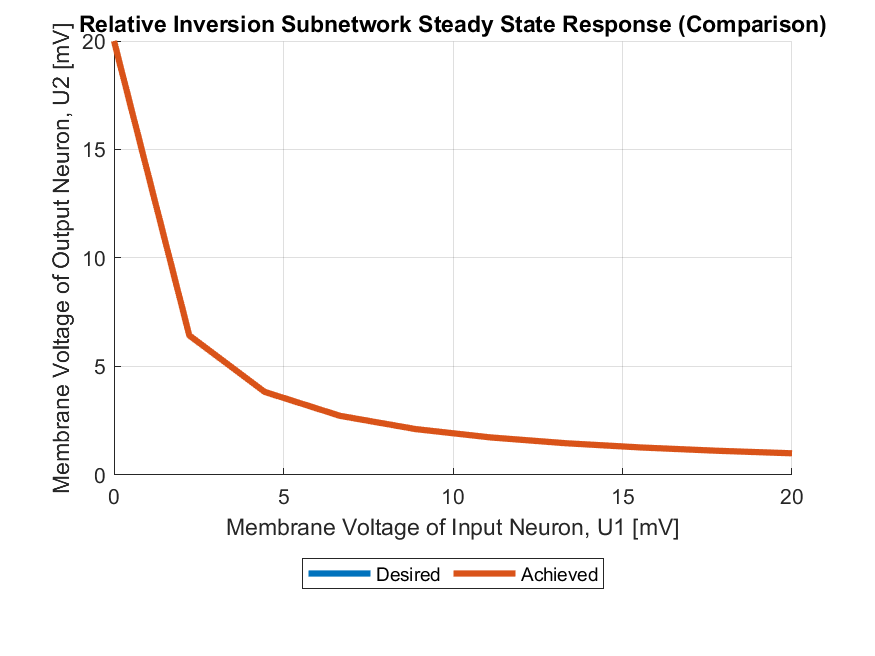 Relative Inversion Subnetwork Steady State Response (Comparison)
Membrane Voltage of Output Neuron, U2 [mV]
20
15
10
5
0
0 5 10 15 20
Membrane Voltage of Input Neuron, U1 [mV]
Desired Achieved